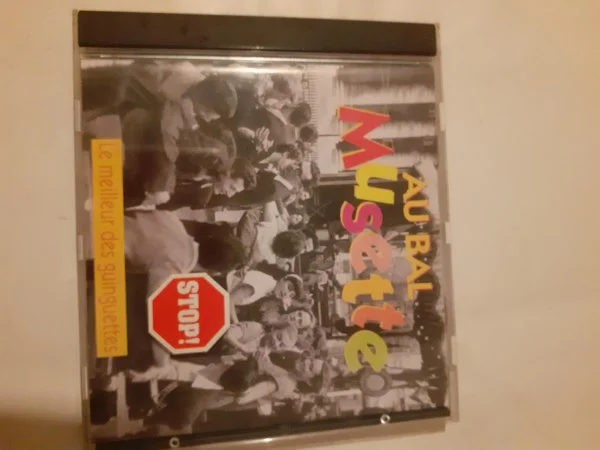 AU BAL
Musette
STOP!
Le meilleur des guinguettes